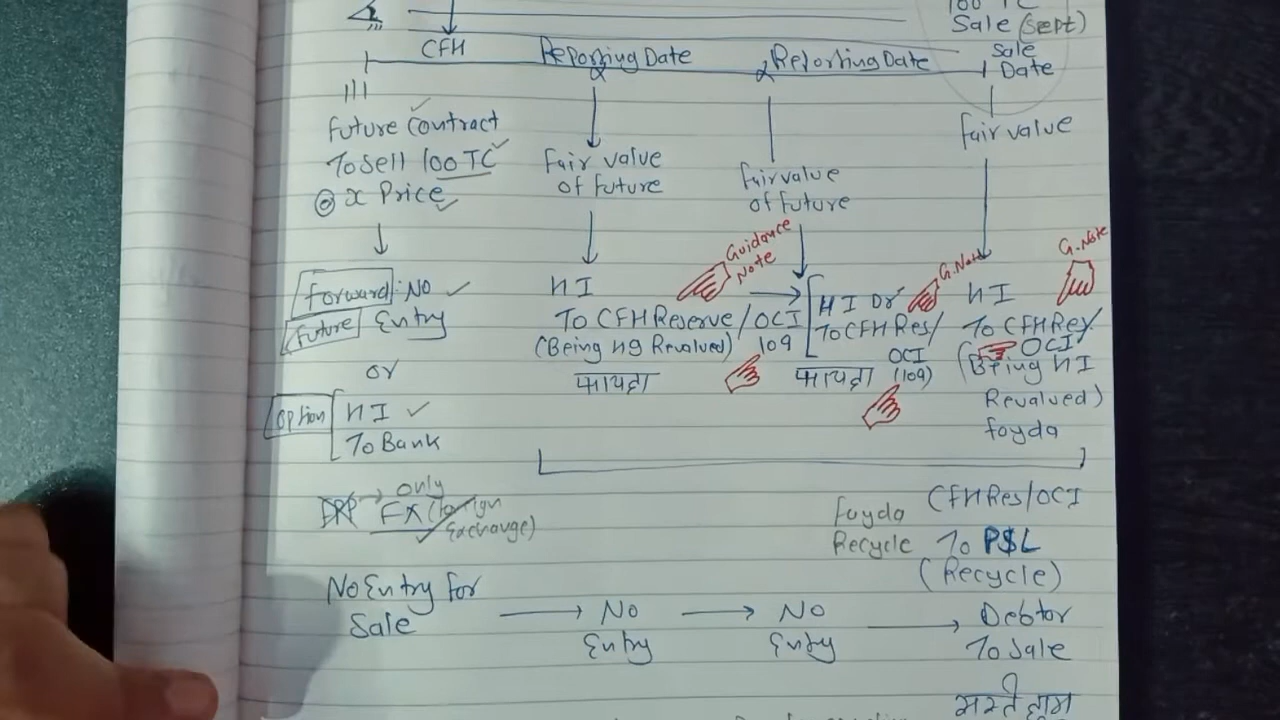 100 TC
Sale (sept)
CFH
Reporting Date
Reporting Date
Sale
Date
future contract
To sell 100 TC
@ x Price
Fair value
of future
Fair value
of future
Fair value
Guidance
Note
G.Note
G.Note
Forward: No
Future Entry
or
Option
HI
To Bank
HI
To CFH Reserve / OCI
(Being HI Revalued) 109
फायदा
HI Dr
To CFH Res/
OCI
फायदा (109)
HI
To CFH Res/
OCI
(Being HI
Revalued)
foyda
only
FX (foreign
Exchange)
Foyda
Recycle
CFH Res/OCI
To P&L
(Recycle)
No Entry for
Sale
No
Entry
No
Entry
Debtor
To Sale